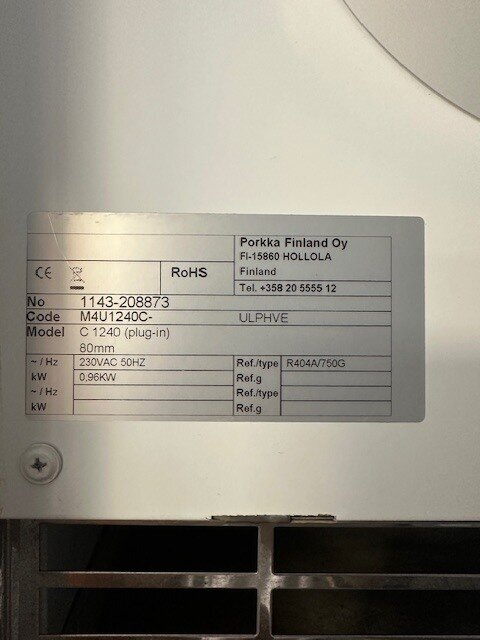 Porkka Finland Oy
FI-15860 HOLLOLA
CE RoHS Finland
Tel. +358 20 5555 12
No 1143-208873
Code M4U1240C- ULPHVE
Model C 1240 (plug-in)
80mm
~ / Hz 230VAC 50HZ Ref./type R404A/750G
kW 0.96KW Ref.g
~ / Hz Ref./type
kW Ref.g